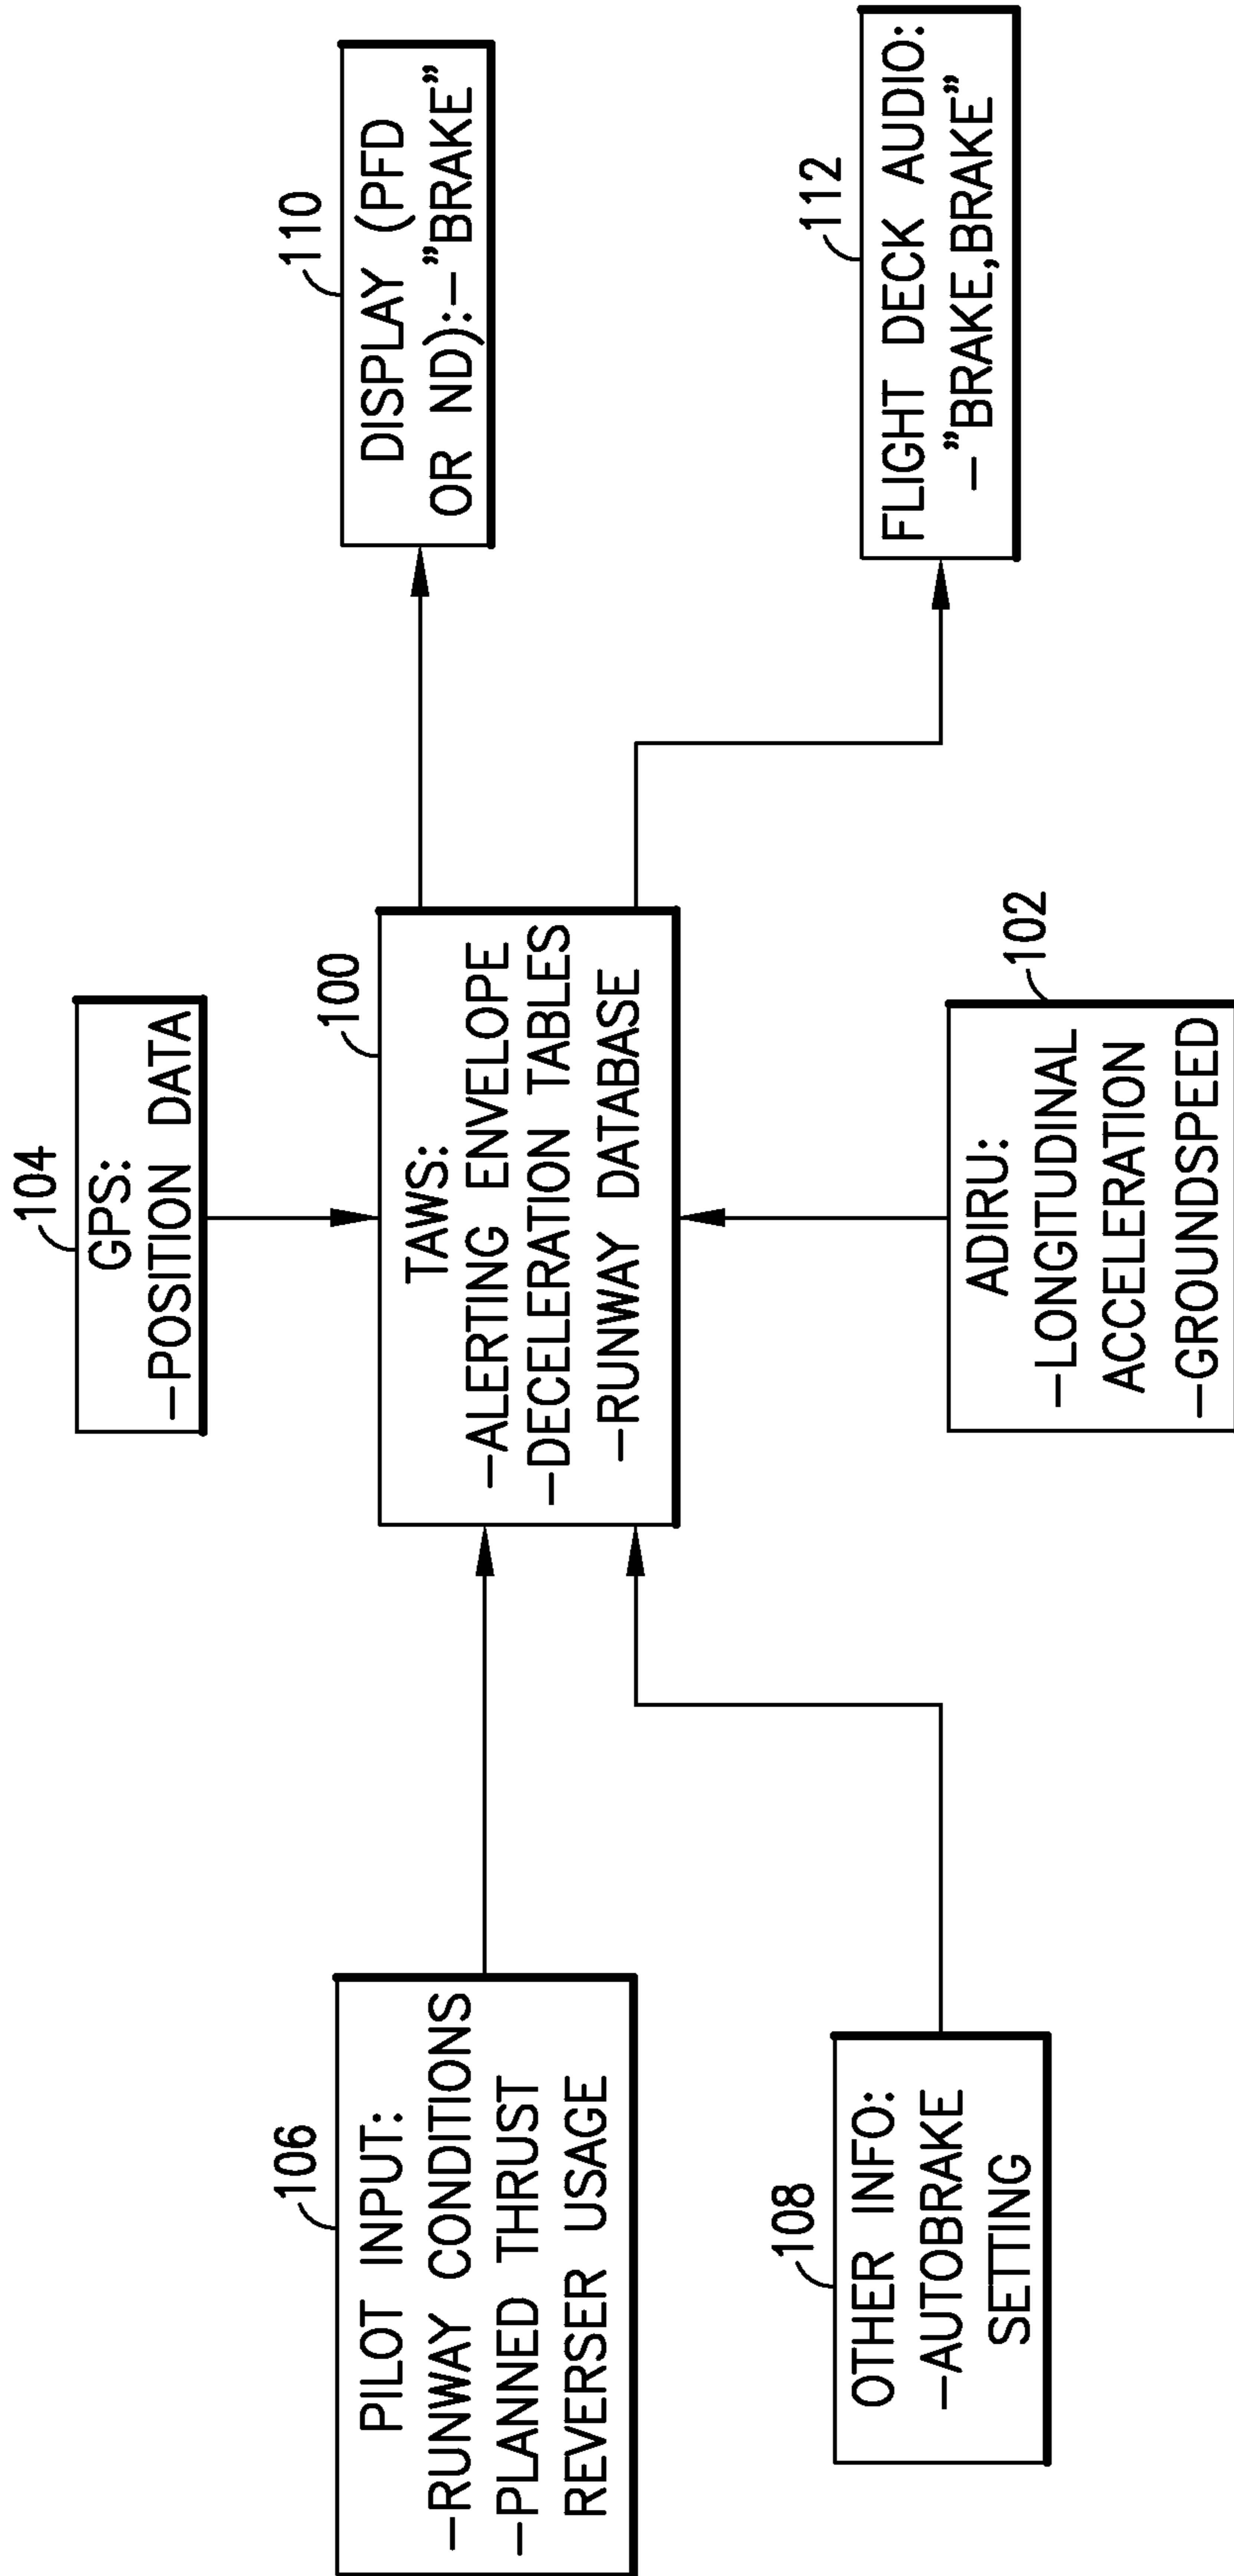 104
GPS:
–POSITION DATA
106
PILOT INPUT:
–RUNWAY CONDITIONS
–PLANNED THRUST
REVERSER USAGE
100
TAWS:
–ALERTING ENVELOPE
–DECELERATION TABLES
–RUNWAY DATABASE
110
DISPLAY (PFD
OR ND):–"BRAKE"
108
OTHER INFO:
–AUTOBRAKE
SETTING
102
ADIRU:
–LONGITUDINAL
ACCELERATION
–GROUNDSPEED
112
FLIGHT DECK AUDIO:
–"BRAKE,BRAKE"